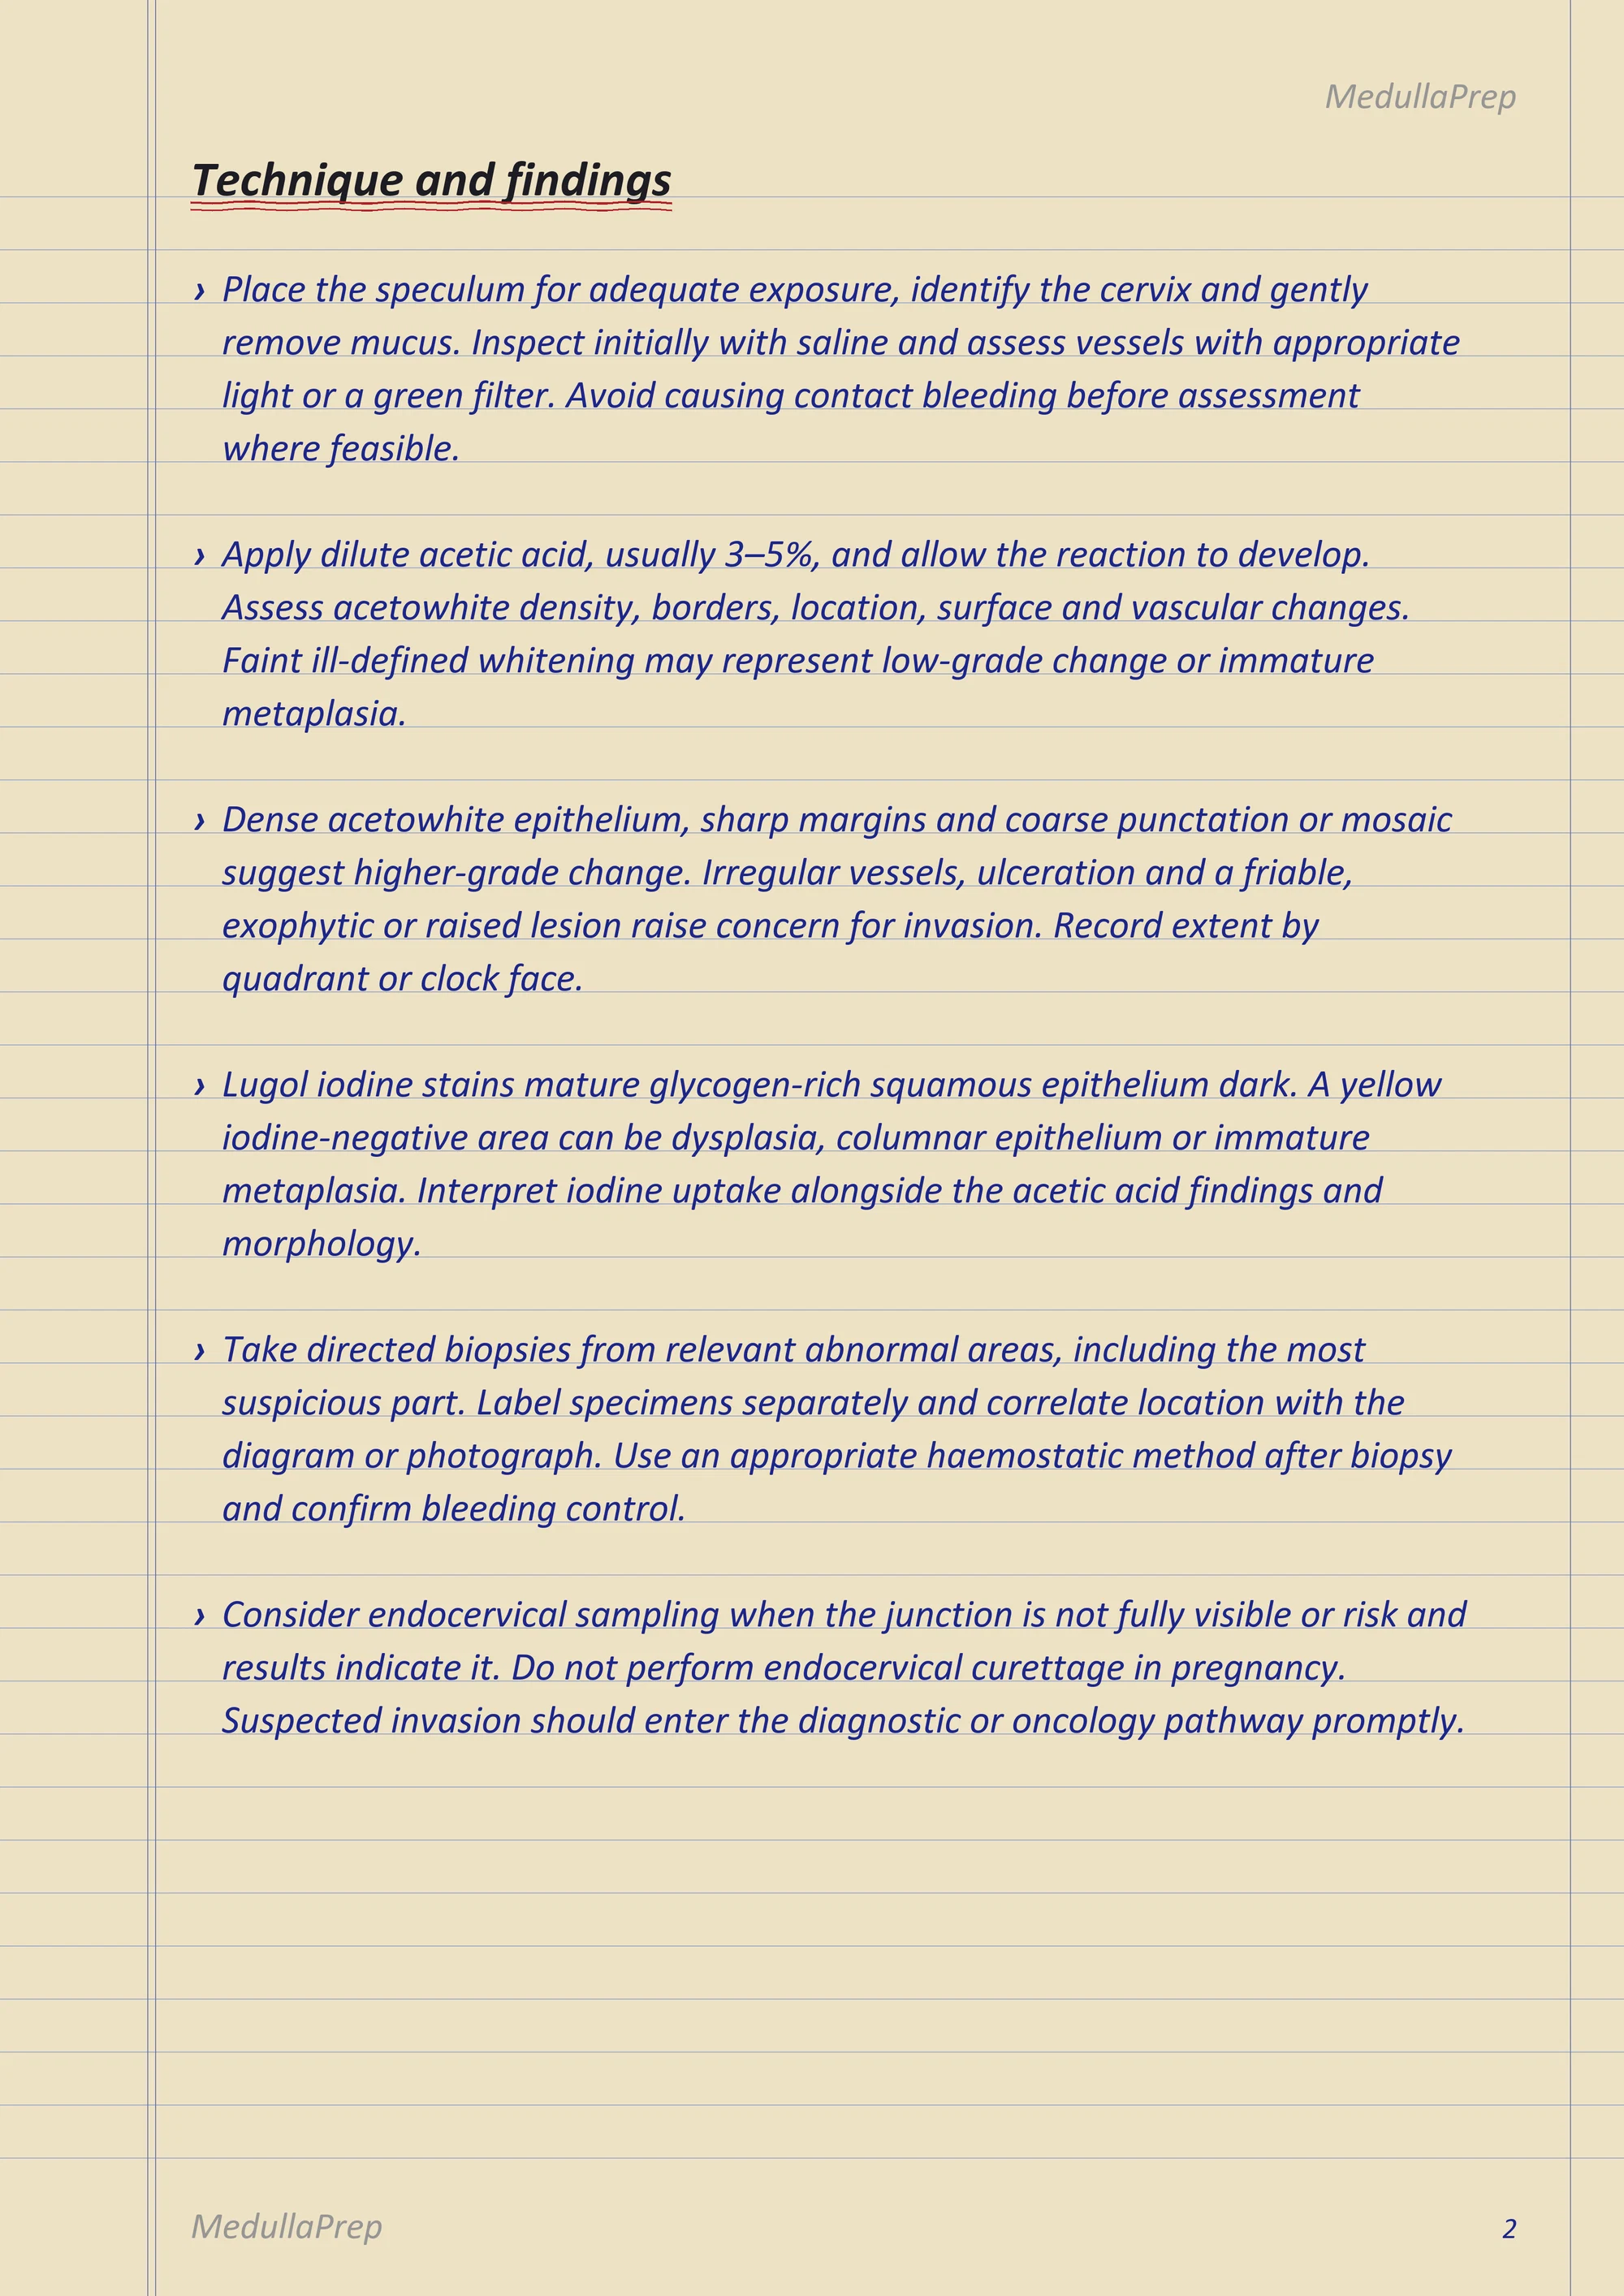 MedullaPrep
Technique and findings
› Place the speculum for adequate exposure, identify the cervix and gently
remove mucus. Inspect initially with saline and assess vessels with appropriate
light or a green filter. Avoid causing contact bleeding before assessment
where feasible.
› Apply dilute acetic acid, usually 3–5%, and allow the reaction to develop.
Assess acetowhite density, borders, location, surface and vascular changes.
Faint ill-defined whitening may represent low-grade change or immature
metaplasia.
› Dense acetowhite epithelium, sharp margins and coarse punctation or mosaic
suggest higher-grade change. Irregular vessels, ulceration and a friable,
exophytic or raised lesion raise concern for invasion. Record extent by
quadrant or clock face.
› Lugol iodine stains mature glycogen-rich squamous epithelium dark. A yellow
iodine-negative area can be dysplasia, columnar epithelium or immature
metaplasia. Interpret iodine uptake alongside the acetic acid findings and
morphology.
› Take directed biopsies from relevant abnormal areas, including the most
suspicious part. Label specimens separately and correlate location with the
diagram or photograph. Use an appropriate haemostatic method after biopsy
and confirm bleeding control.
› Consider endocervical sampling when the junction is not fully visible or risk and
results indicate it. Do not perform endocervical curettage in pregnancy.
Suspected invasion should enter the diagnostic or oncology pathway promptly.
MedullaPrep
2